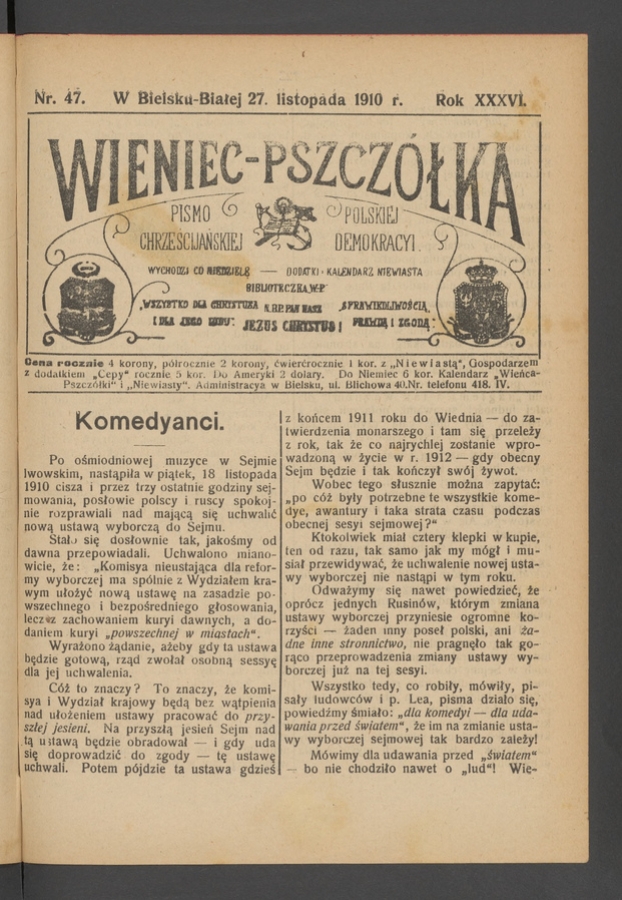 Nr. 47. W Bielsku-Białej 27. listopada 1910 r. Rok XXXVI.
WIENIEC-PSZCZÓŁKA
PISMO POLSKIEJ
CHRZEŚCIJAŃSKIEJ DEMOKRACYI.
WYCHODZI CO NIEDZIELĘ — DODATKI - KALENDARZ NIEWIASTA
BIBLIOTECZKA
„WSZYSTKO DLA CHRYSTUSA PAN NASZ „SPRAWIEDLIWOŚCIĄ,
I DLA JEGO LUDU". JEZUS CHRYSTUS! PRAWDĄ I ZGODĄ"
Cena rocznie 4 korony, półrocznie 2 korony, ćwierćrocznie 1 kor. z „Niewiastą", Gospodarzem
z dodatkiem „Cepy" rocznie 5 kor. Do Ameryki 2 dolary. Do Niemiec 6 kor. Kalendarz „Wieńca-
Pszczółki" i „Niewiasty". Administracya w Bielsku, ul. Blichowa 40.Nr. telefonu 418. IV.
Komedyanci.
Po ośmiodniowej muzyce w Sejmie
lwowskim, nastąpiła w piątek, 18 listopada
1910 cisza i przez trzy ostatnie godziny sej-
mowania, posłowie polscy i ruscy spokoj-
nie rozprawiali nad mającą się uchwalić
nową ustawą wyborczą do Sejmu.
Stało się dosłownie tak, jakośmy od
dawna przepowiadali. Uchwalono miano-
wicie, że: „Komisya nieustająca dla refor-
my wyborczej ma spólnie z Wydziałem kra-
wym ułożyć nową ustawę na zasadzie po-
wszechnego i bezpośredniego głosowania,
lecz z zachowaniem kuryi dawnych, a do-
daniem kuryi „powszechnej w miastach".
Wyrażono żądanie, ażeby gdy ta ustawa
będzie gotową, rząd zwołał osobną sessyę
dla jej uchwalenia.
Cóż to znaczy? To znaczy, że komi-
sya i Wydział krajowy będą bez wątpienia
nad ułożeniem ustawy pracować do przy-
szłej jesieni. Na przyszłą jesień Sejm nad
tą ustawą będzie obradował — i gdy uda
się doprowadzić do zgody — tę ustawę
uchwali. Potem pójdzie ta ustawa gdzieś
z końcem 1911 roku do Wiednia — do za-
twierdzenia monarszego i tam się przeleży
z rok, tak że co najrychlej zostanie wpro-
wadzoną w życie w r. 1912 — gdy obecny
Sejm będzie i tak kończył swój żywot.
Wobec tego słusznie można zapytać:
„po cóż były potrzebne te wszystkie kome-
dye, awantury i taka strata czasu podczas
obecnej sesyi sejmowej?"
Ktokolwiek miał cztery klepki w kupie,
ten od razu, tak samo jak my mógł i mu-
siał przewidywać, że uchwalenie nowej usta-
wy wyborczej nie nastąpi w tym roku.
Odważymy się nawet powiedzieć, że
oprócz jednych Rusinów, którym zmiana
ustawy wyborczej przyniesie ogromne ko-
rzyści — żaden inny poseł polski, ani ża-
dne inne stronnictwo, nie pragnęło tak go-
rąco przeprowadzenia zmiany ustawy wy-
borczej już na tej sesyi.
Wszystko tedy, co robiły, mówiły, pi-
sały ludowców i p. Lea, pisma działo się,
powiedźmy śmiało: „dla komedyi — dla uda-
wania przed światem", że im na zmianie usta-
wy wyborczej sejmowej tak bardzo zależy!
Mówimy dla udawania przed „światem"
— bo nie chodziło nawet o „lud"! Wię-